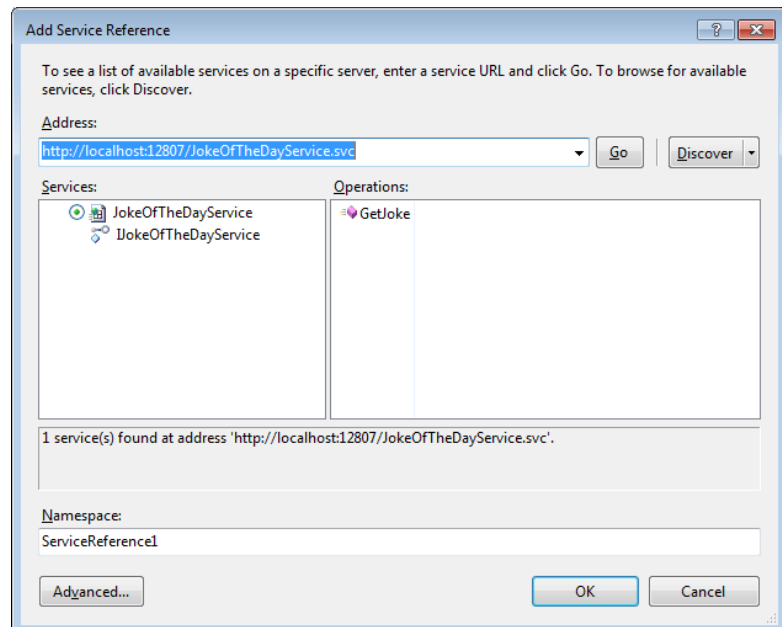 Add Service Reference
To see a list of available services on a specific server, enter a service URL and click Go. To browse for available
services, click Discover.
Address:
http://localhost:12807/JokeOfTheDayService.svc
Go
Discover
Services:
Operations:
JokeOfTheDayService
IJokeOfTheDayService
GetJoke
1 service(s) found at address 'http://localhost:12807/JokeOfTheDayService.svc'.
Namespace:
ServiceReference1
Advanced...
OK
Cancel